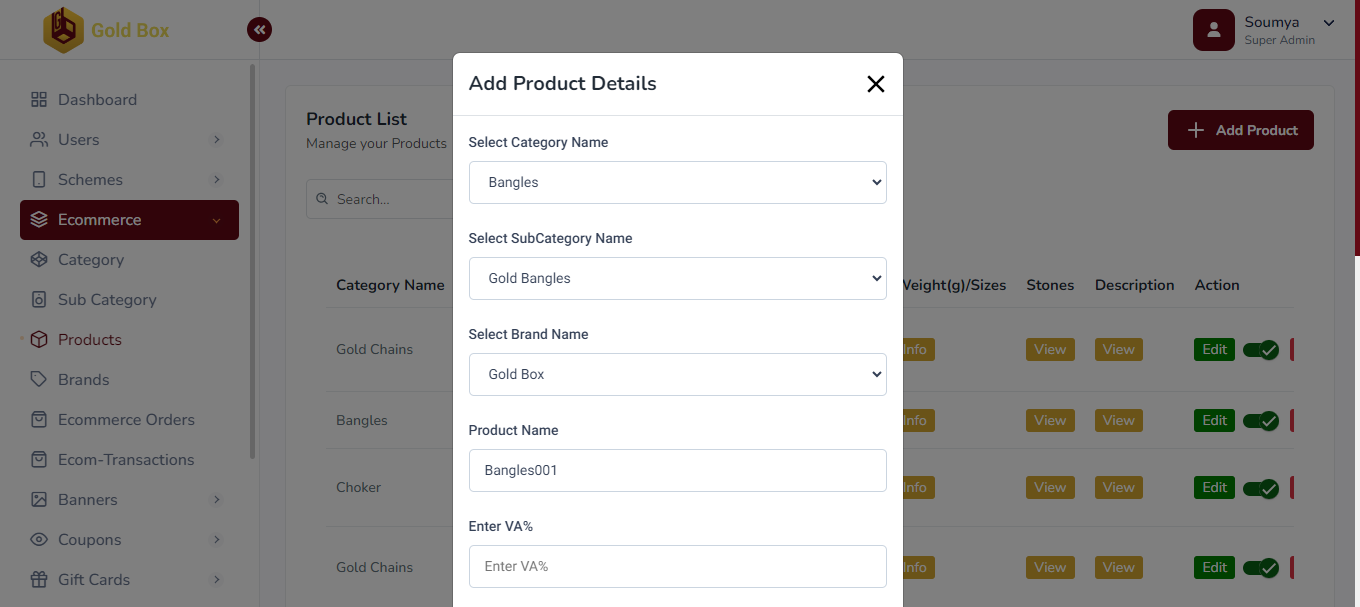 Gold Box
Soumya
Super Admin
Dashboard
Users
Schemes
Ecommerce
Category
Sub Category
Products
Brands
Ecommerce Orders
Ecom-Transactions
Banners
Coupons
Gift Cards
Product List
Manage your Products
Add Product
Search...
Category Name
Weight(g)/Sizes
Stones
Description
Action
Gold Chains
Info
View
View
Edit
Bangles
Info
View
View
Edit
Choker
Info
View
View
Edit
Gold Chains
Info
View
View
Edit
Add Product Details
Select Category Name
Bangles
Select SubCategory Name
Gold Bangles
Select Brand Name
Gold Box
Product Name
Bangles001
Enter VA%
Enter VA%